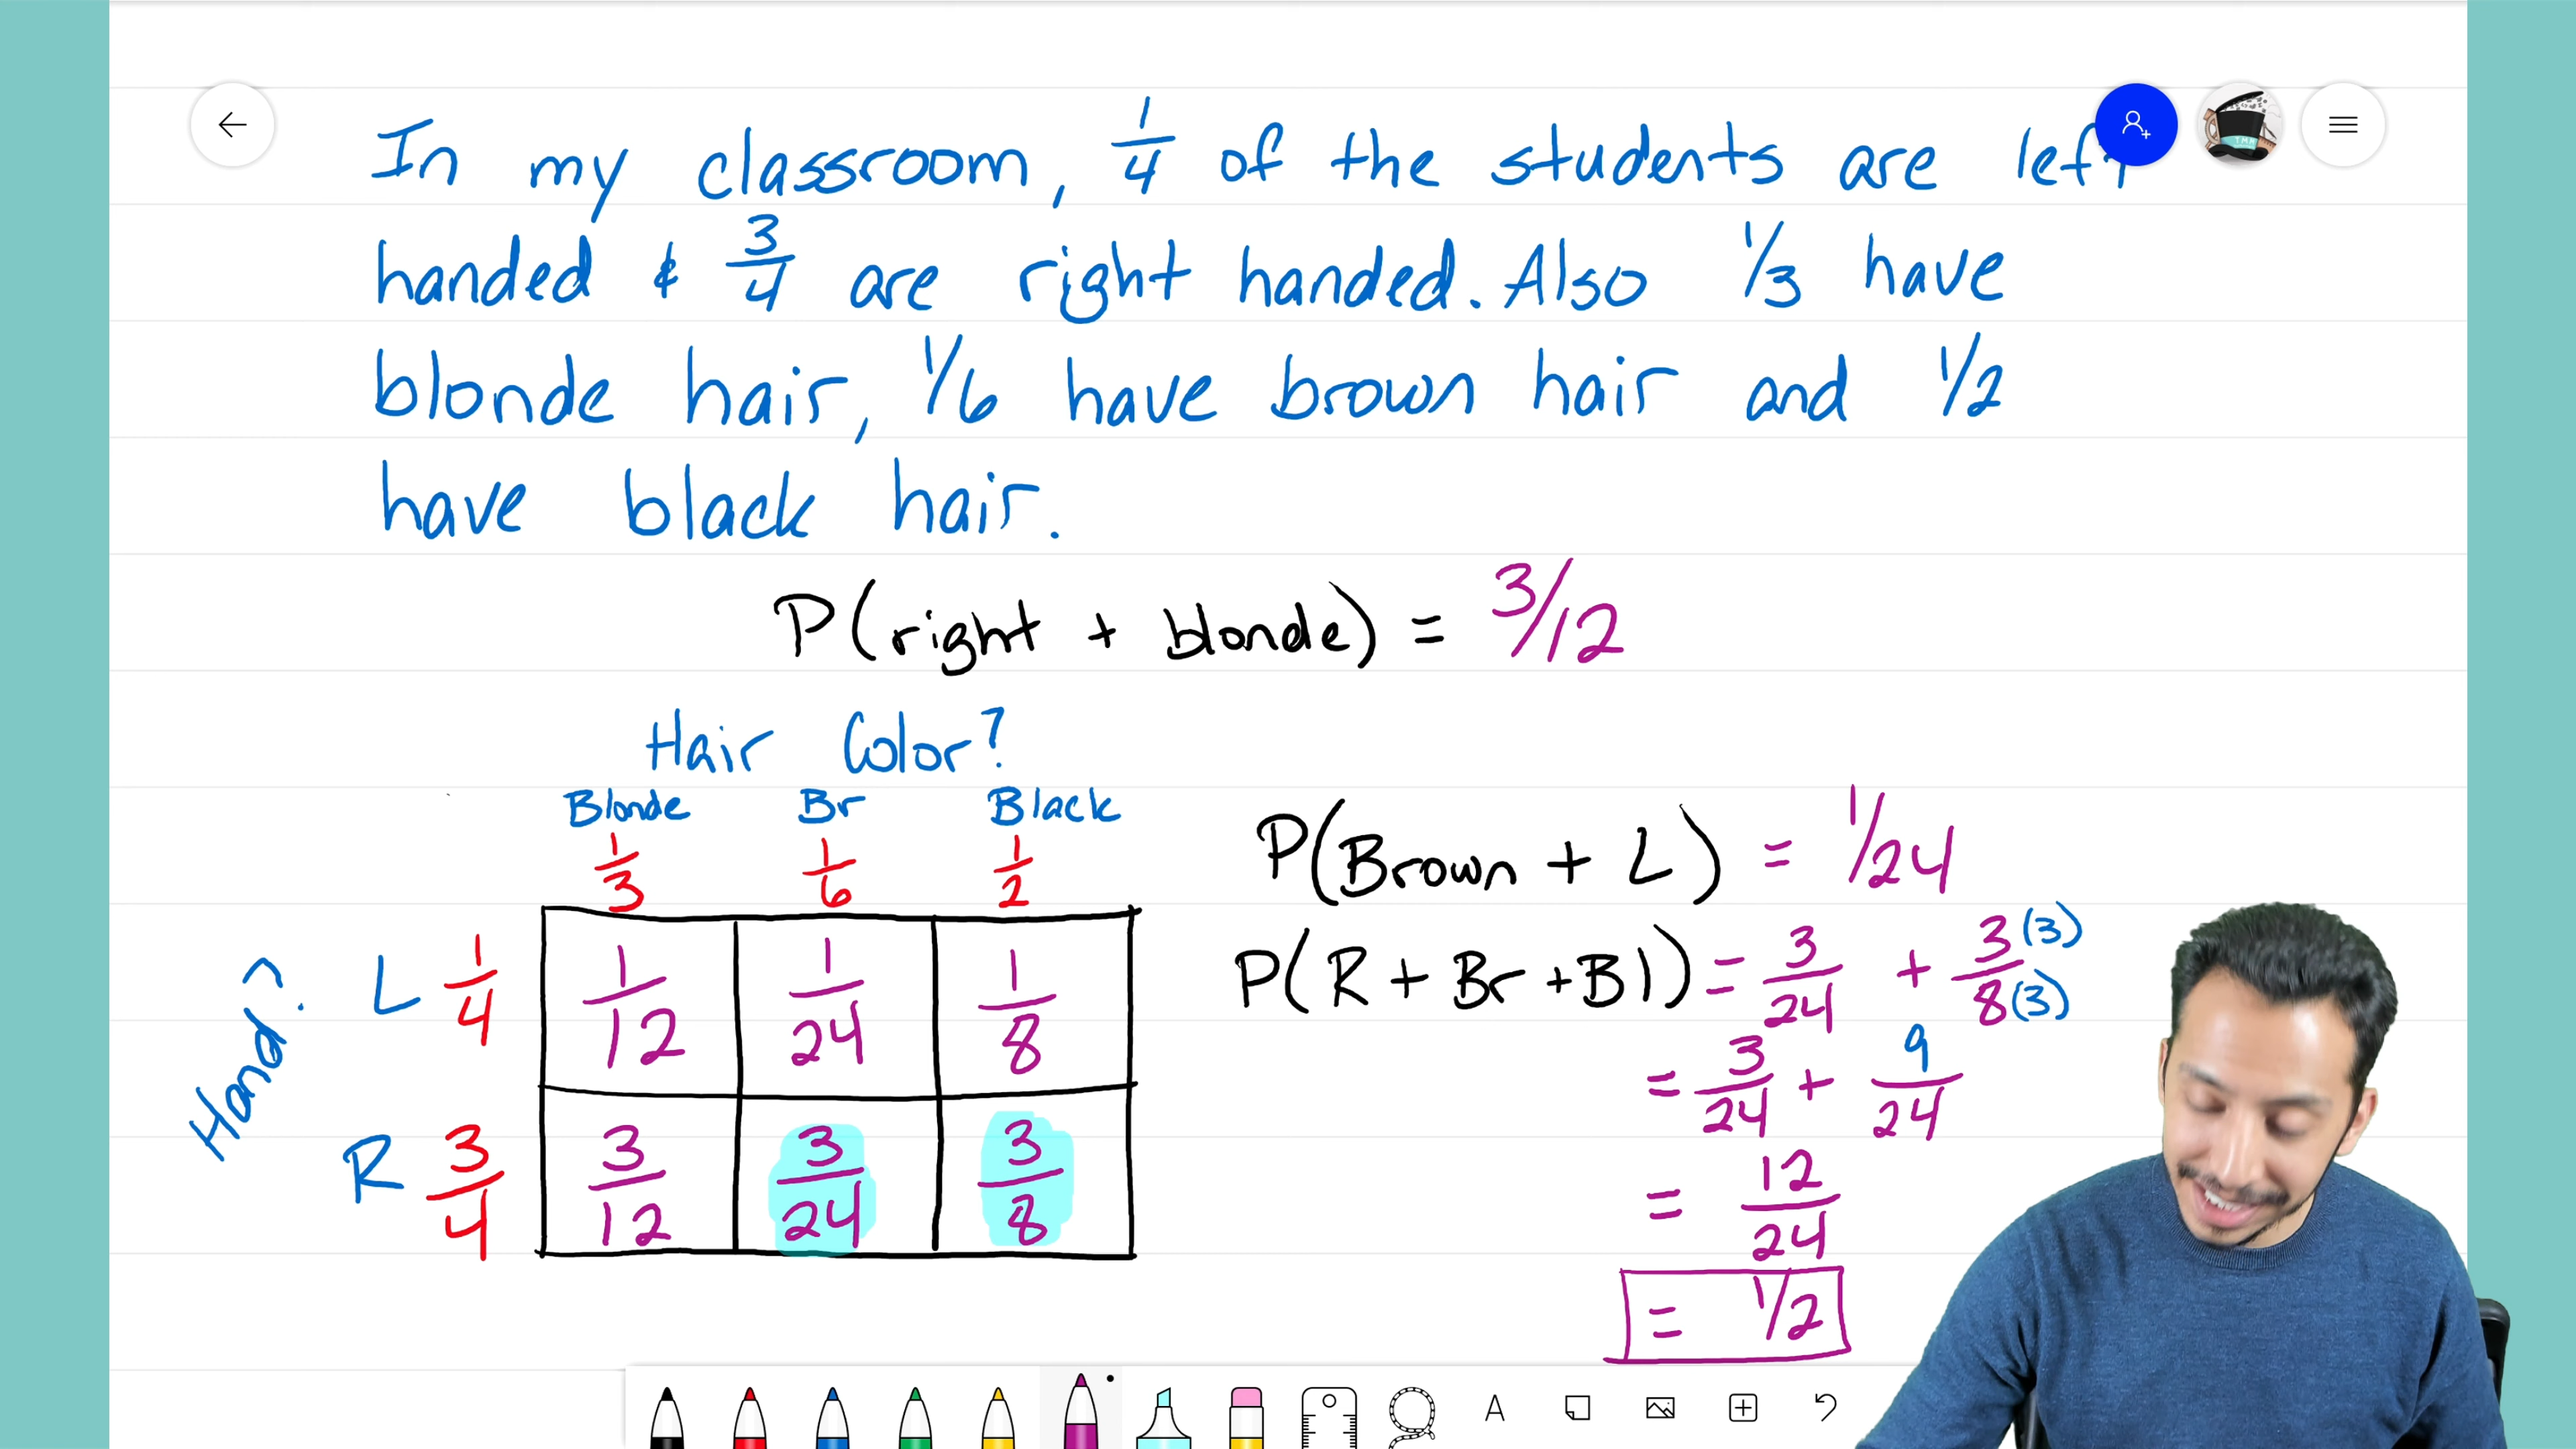 In my classroom, 1/4 of the students are left
handed & 3/4 are right handed. Also 1/3 have
blonde hair, 1/6 have brown hair and 1/2
have black hair.
P(right + blonde) = 3/12
Hair Color?
Blonde Br Black
1/3 1/6 1/2
Hand?
L 1/4 1/12 1/24 1/8
R 3/4 3/12 3/24 3/8
P(Brown + L) = 1/24
P(R + Br + Bl) = 3/24 + 3(3)/8(3)
= 3/24 + 9/24
= 12/24
= 1/2
A